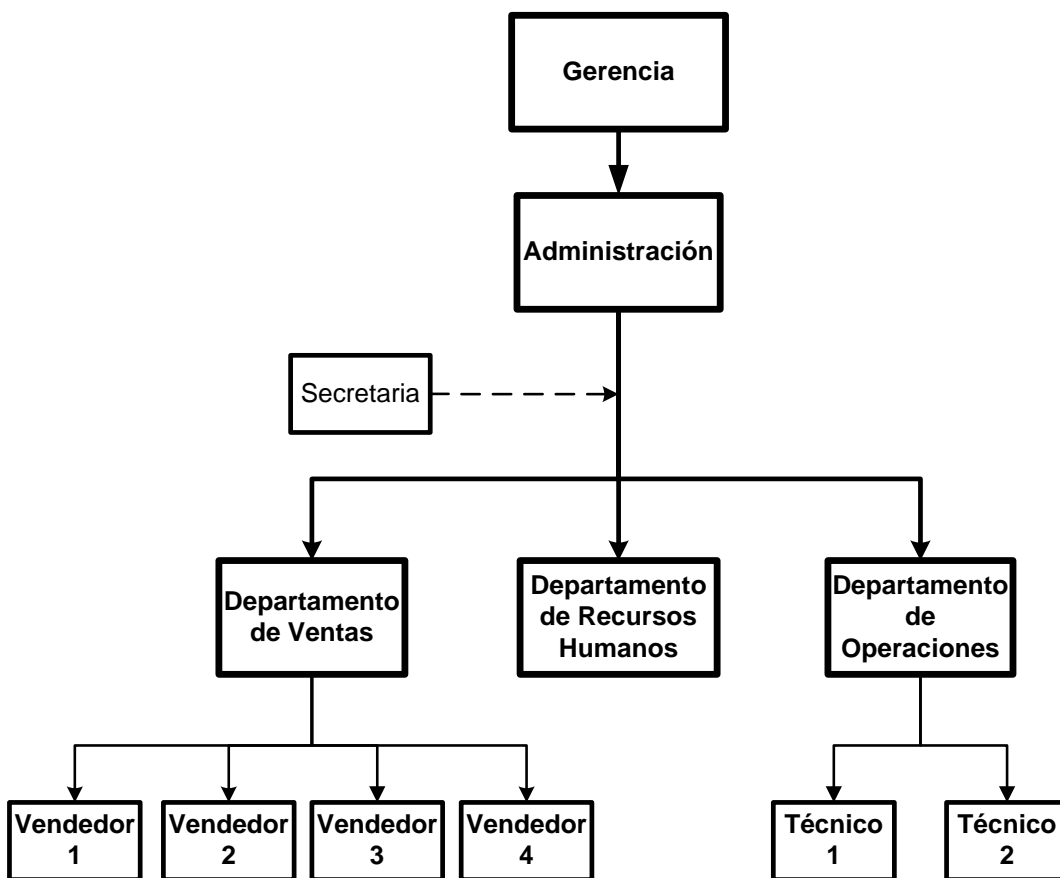 Gerencia
Administración
Secretaria
Departamento
de Ventas
Departamento
de Recursos
Humanos
Departamento
de
Operaciones
Vendedor
1
Vendedor
2
Vendedor
3
Vendedor
4
Técnico
1
Técnico
2